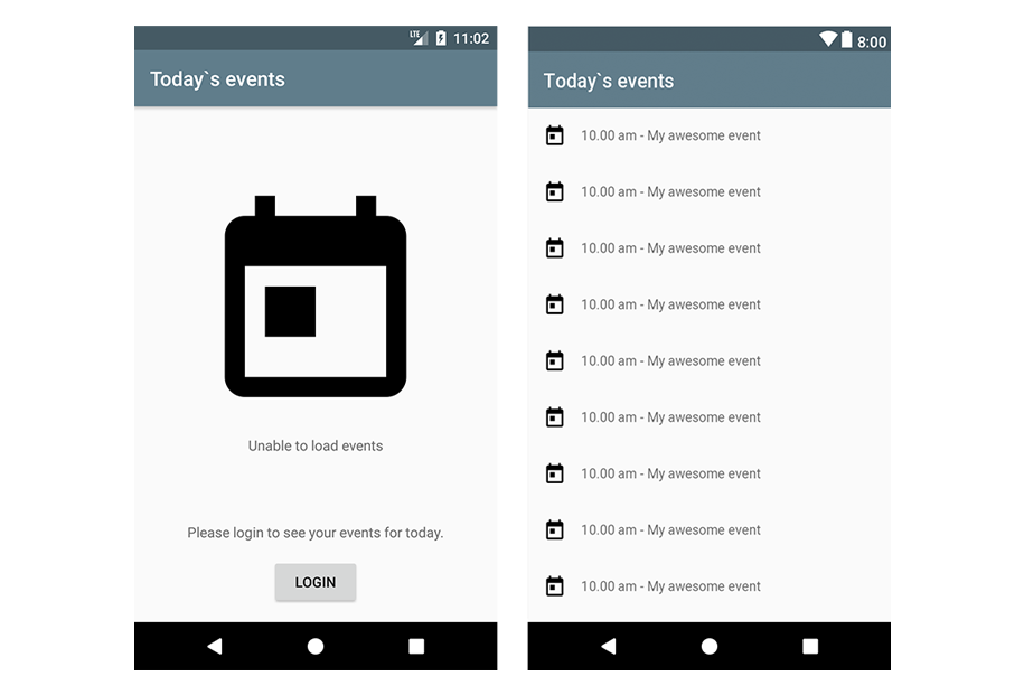 LTE 11:02
Today`s events
Unable to load events
Please login to see your events for today.
LOGIN
8:00
Today`s events
10.00 am - My awesome event
10.00 am - My awesome event
10.00 am - My awesome event
10.00 am - My awesome event
10.00 am - My awesome event
10.00 am - My awesome event
10.00 am - My awesome event
10.00 am - My awesome event
10.00 am - My awesome event